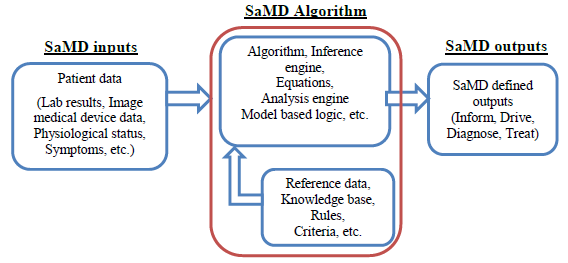 SaMD Algorithm
SaMD inputs
SaMD outputs
Patient data
(Lab results, Image
medical device data,
Physiological status,
Symptoms, etc.)
Algorithm, Inference
engine,
Equations,
Analysis engine
Model based logic, etc.
Reference data,
Knowledge base,
Rules,
Criteria, etc.
SaMD defined
outputs
(Inform, Drive,
Diagnose, Treat)